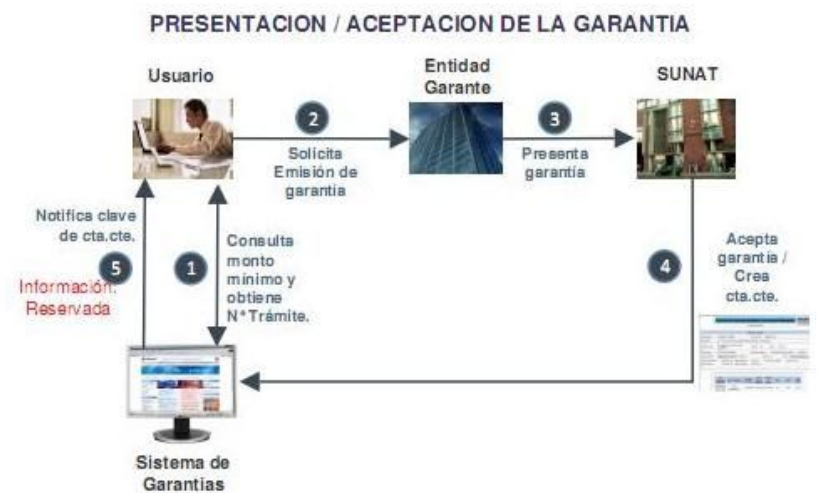 PRESENTACION / ACEPTACION DE LA GARANTIA
Usuario
Entidad
Garante
SUNAT
2
Solicita
Emisión de
garantía
3
Presenta
garantía
Notifica clave
de cta.cte.
5
Información:
Reservada
1
Consulta
monto
mínimo y
obtiene
N°Trámite.
4
Acepta
garantía /
Crea
cta.cte.
Sistema de
Garantias